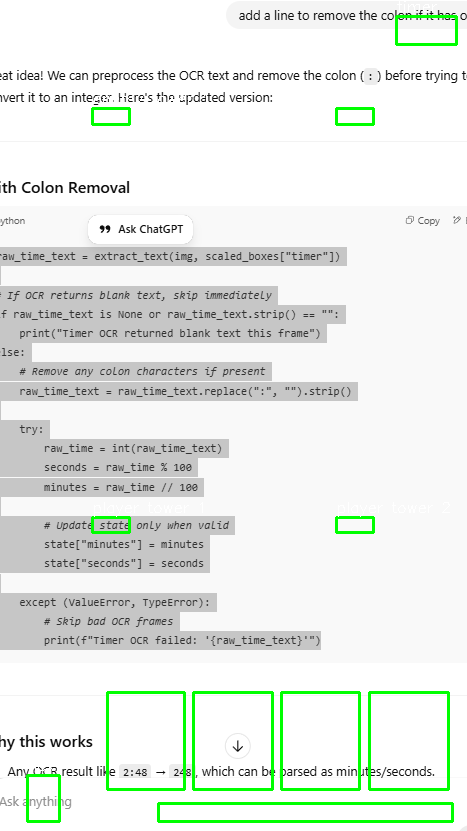 add a line to remove the colon if it has o
eat idea! We can preprocess the OCR text and remove the colon (:) before trying to
nvert it to an integer. Here's the updated version:
ith Colon Removal
ython
Ask ChatGPT
Copy
raw_time_text = extract_text(img, scaled_boxes["timer"])
# If OCR returns blank text, skip immediately
if raw_time_text is None or raw_time_text.strip() == "":
    print("Timer OCR returned blank text this frame")
else:
    # Remove any colon characters if present
    raw_time_text = raw_time_text.replace(":", "").strip()
    try:
        raw_time = int(raw_time_text)
        seconds = raw_time % 100
        minutes = raw_time // 100
        # Update state only when valid
        state["minutes"] = minutes
        state["seconds"] = seconds
    except (ValueError, TypeError):
        # Skip bad OCR frames
        print(f"Timer OCR failed: '{raw_time_text}'")
hy this works
Any OCR result like 2:48 → 248, which can be parsed as minutes/seconds.
Ask anything